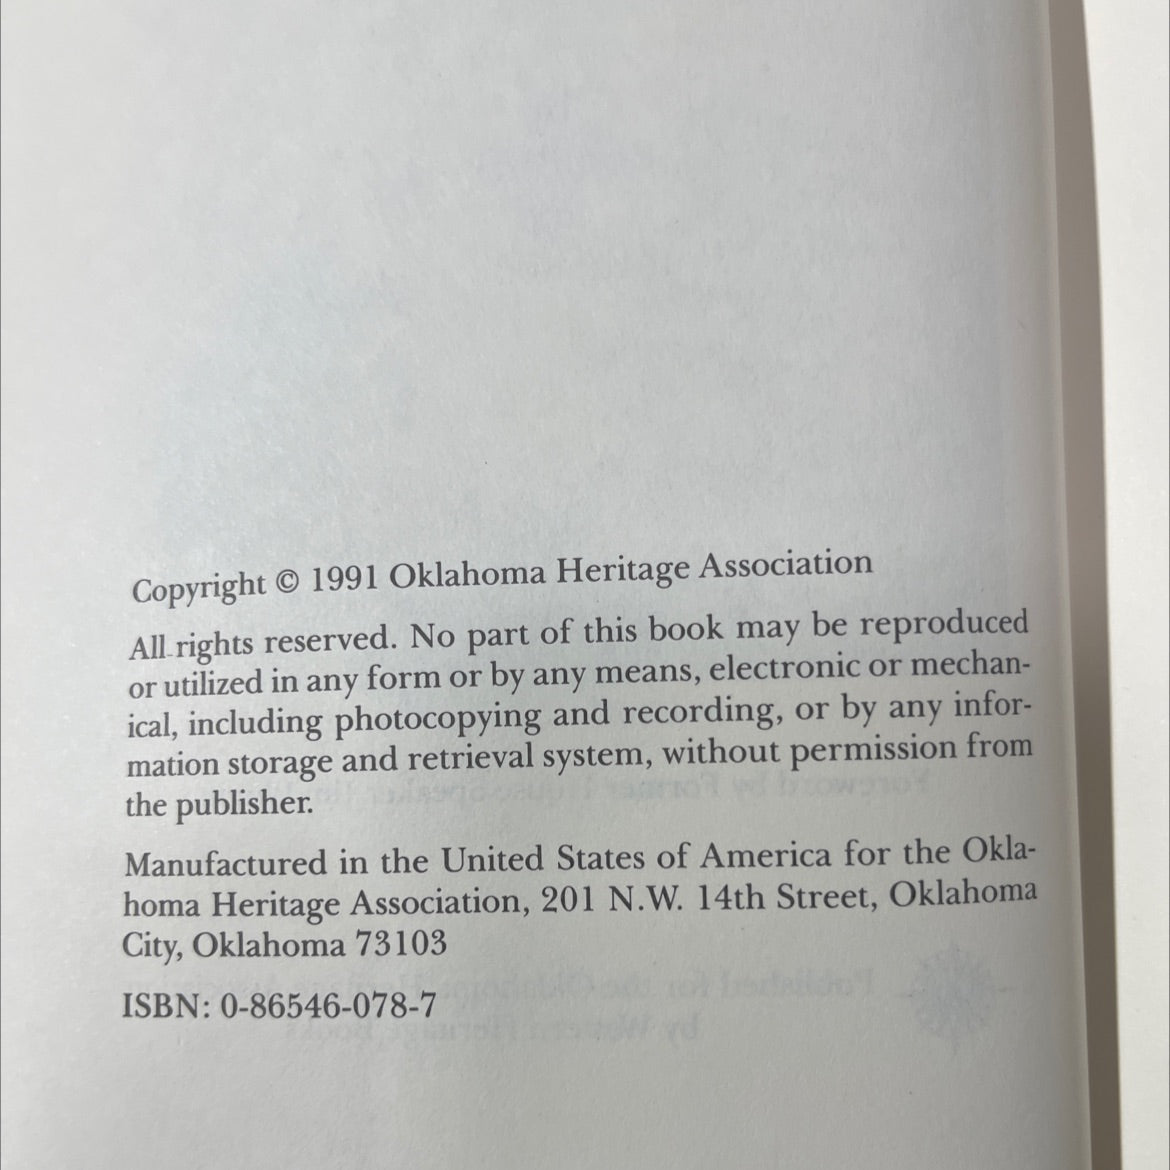 Copyright © 1991 Oklahoma Heritage Association
All rights reserved. No part of this book may be reproduced
or utilized in any form or by any means, electronic or mechan-
ical, including photocopying and recording, or by any infor-
mation storage and retrieval system, without permission from
the publisher.
Manufactured in the United States of America for the Okla-
homa Heritage Association, 201 N.W. 14th Street, Oklahoma
City, Oklahoma 73103
ISBN: 0-86546-078-7